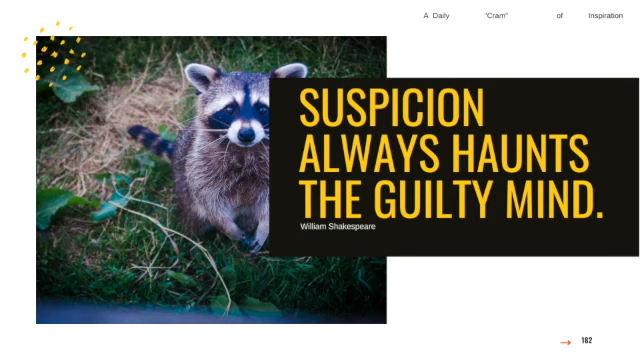 A Daily "Cram" of Inspiration
SUSPICION
ALWAYS HAUNTS
THE GUILTY MIND.
William Shakespeare
182